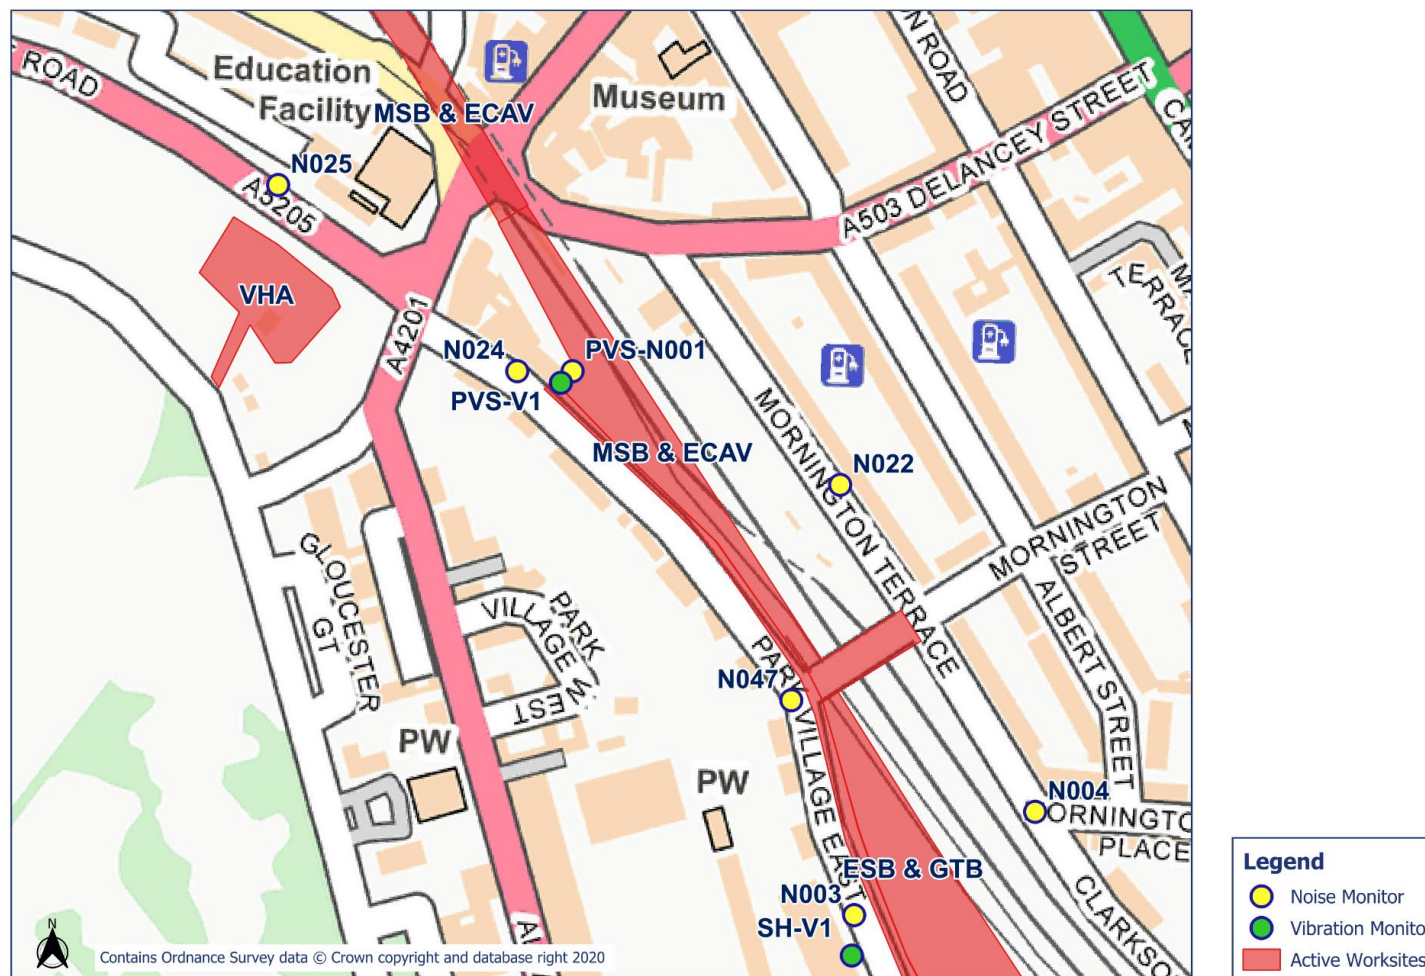 ROAD
Education
Facility
MSB & ECAV
Museum
N ROAD
A503 DELANCEY STREET
N025
A5205
VHA
A4201
N024
PVS-N001
PVS-V1
MSB & ECAV
N022
MORNINGTON TERRACE
MORNINGTON
STREET
TERRACE
ALBERT STREET
GLOUCESTER
GT
PARK
VILLAGE WEST
N047
PARK VILLAGE EAST
PW
PW
N004
ORNINGTO
PLACE
ESB & GTB
N003
SH-V1
CLARKSO
N
Contains Ordnance Survey data © Crown copyright and database right 2020
Legend
Noise Monitor
Vibration Monito
Active Worksites